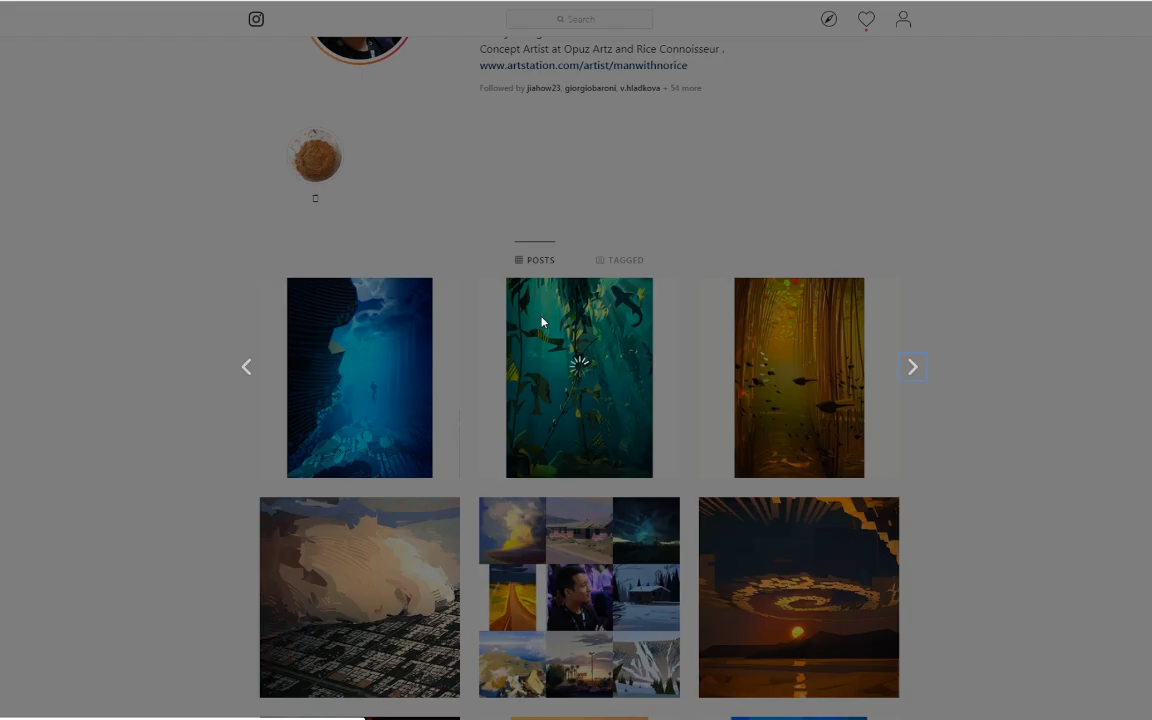 Search
Concept Artist at Opuz Artz and Rice Connoisseur .
www.artstation.com/artist/manwithnorice
Followed by jiahow23, giorgiobaroni, v.hladkova + 54 more
POSTS
TAGGED